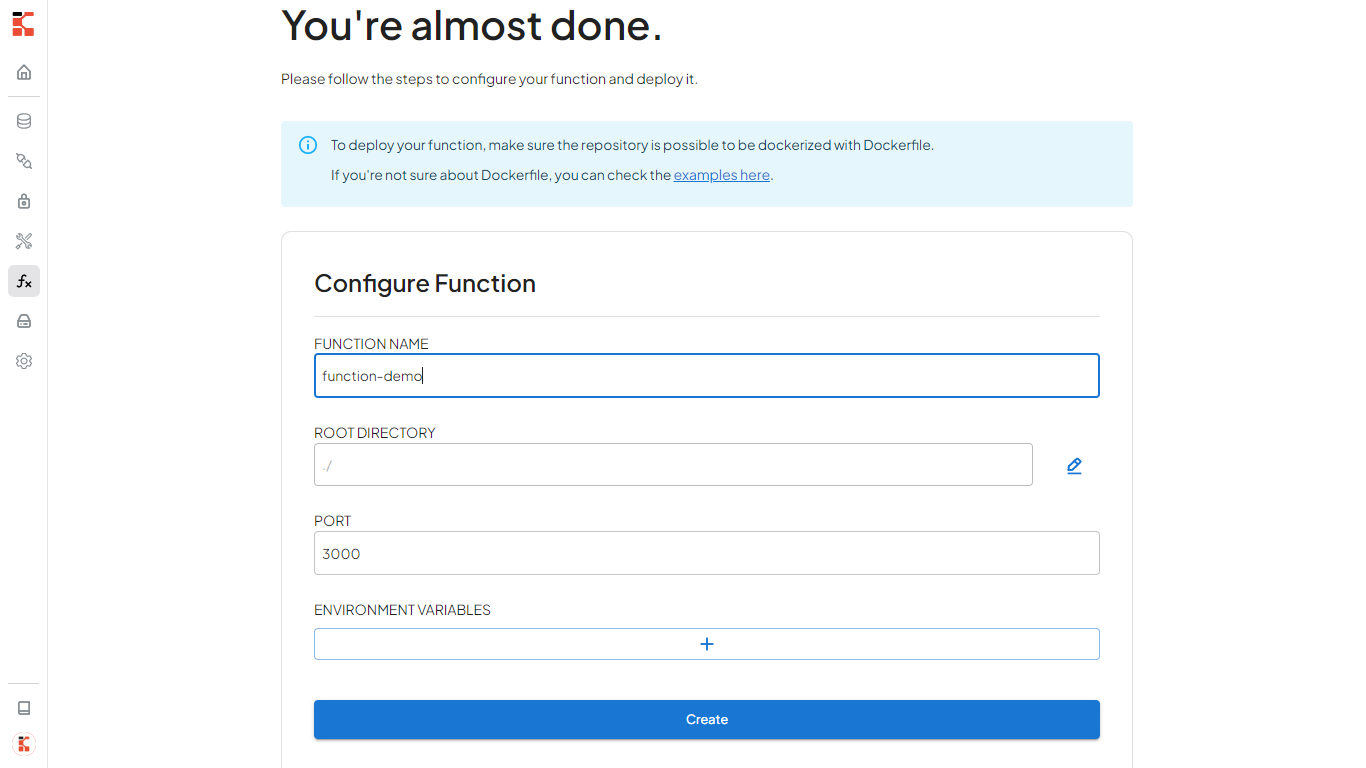 You're almost done.
Please follow the steps to configure your function and deploy it.
To deploy your function, make sure the repository is possible to be dockerized with Dockerfile.
If you're not sure about Dockerfile, you can check the examples here.
Configure Function
FUNCTION NAME
function-demo
ROOT DIRECTORY
./
PORT
3000
ENVIRONMENT VARIABLES
Create